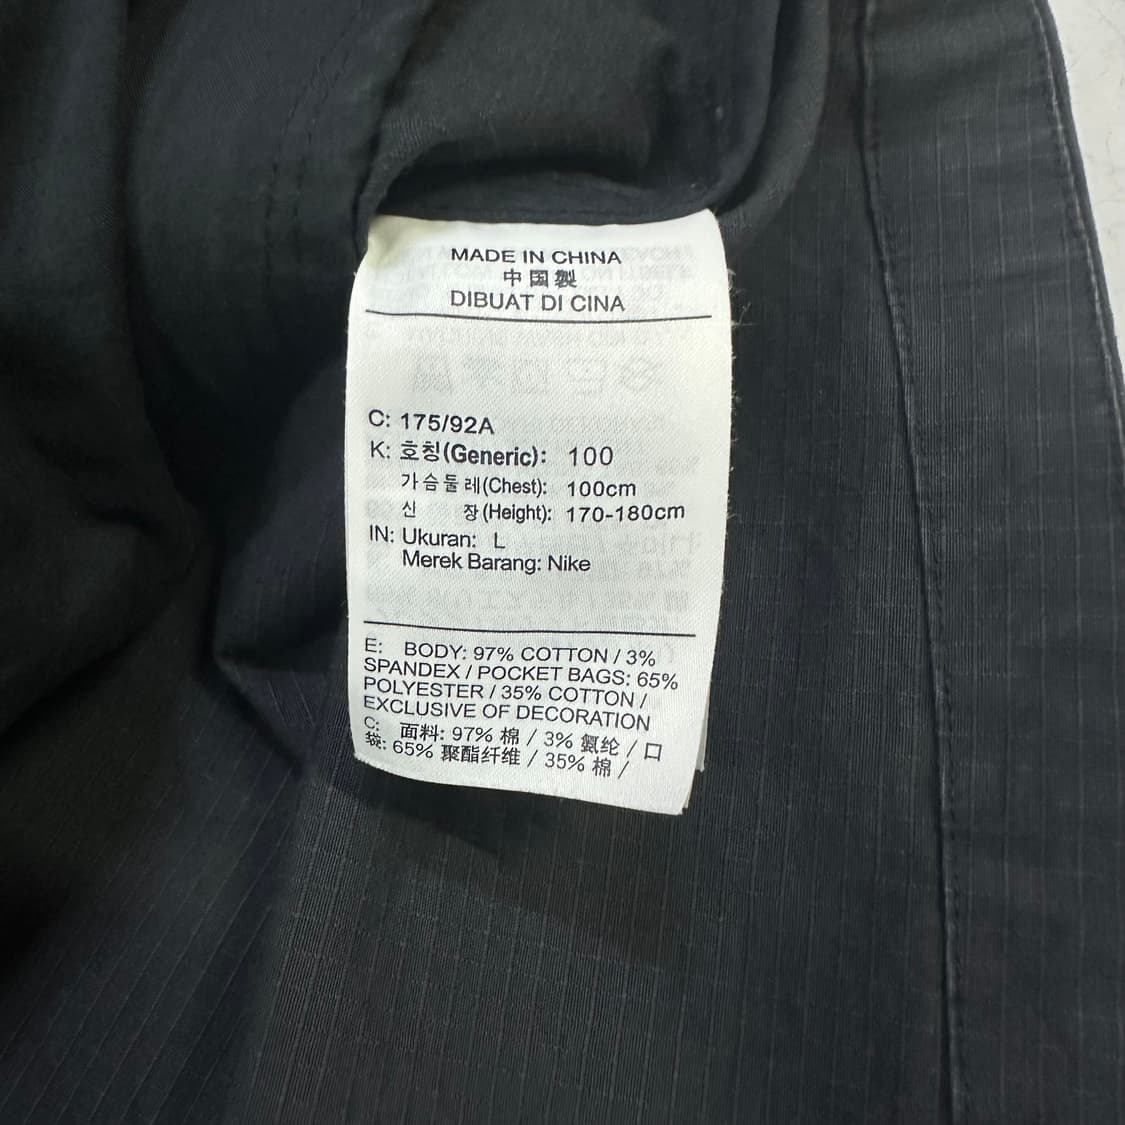 MADE IN CHINA
中国製
DIBUAT DI CINA
C: 175/92A
K: 호칭(Generic): 100
가슴둘레(Chest): 100cm
신 장(Height): 170-180cm
IN: Ukuran: L
Merek Barang: Nike
E: BODY: 97% COTTON / 3%
SPANDEX / POCKET BAGS: 65%
POLYESTER / 35% COTTON /
EXCLUSIVE OF DECORATION
C: 面料: 97% 棉 / 3% 氨纶 / 口
袋: 65% 聚酯纤维 / 35% 棉 /